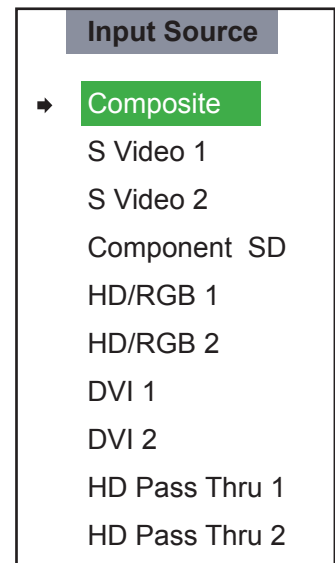 Input Source
Composite
S Video 1
S Video 2
Component SD
HD/RGB 1
HD/RGB 2
DVI 1
DVI 2
HD Pass Thru 1
HD Pass Thru 2